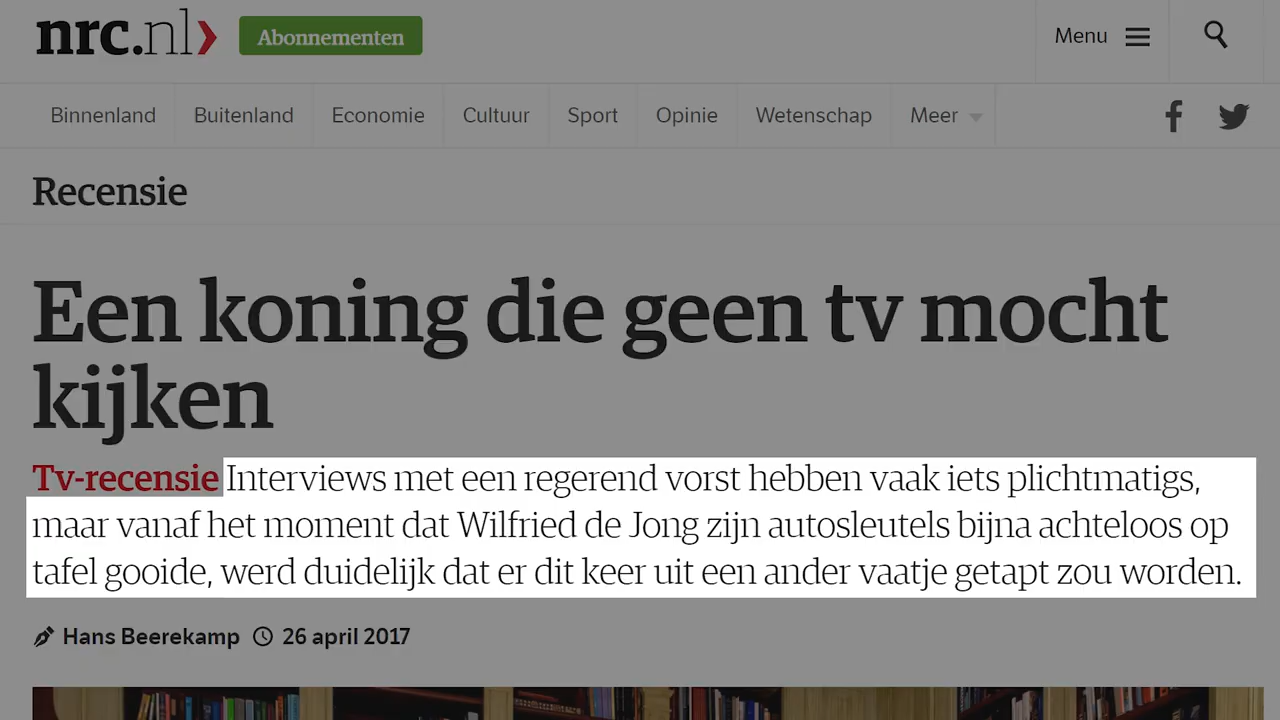 nrc.nl
Abonnementen
Menu
Binnenland Buitenland Economie Cultuur Sport Opinie Wetenschap Meer
Recensie
Een koning die geen tv mocht
kijken
Tv-recensie Interviews met een regerend vorst hebben vaak iets plichtmatigs,
maar vanaf het moment dat Wilfried de Jong zijn autosleutels bijna achteloos op
tafel gooide, werd duidelijk dat er dit keer uit een ander vaatje getapt zou worden.
Hans Beerekamp 26 april 2017